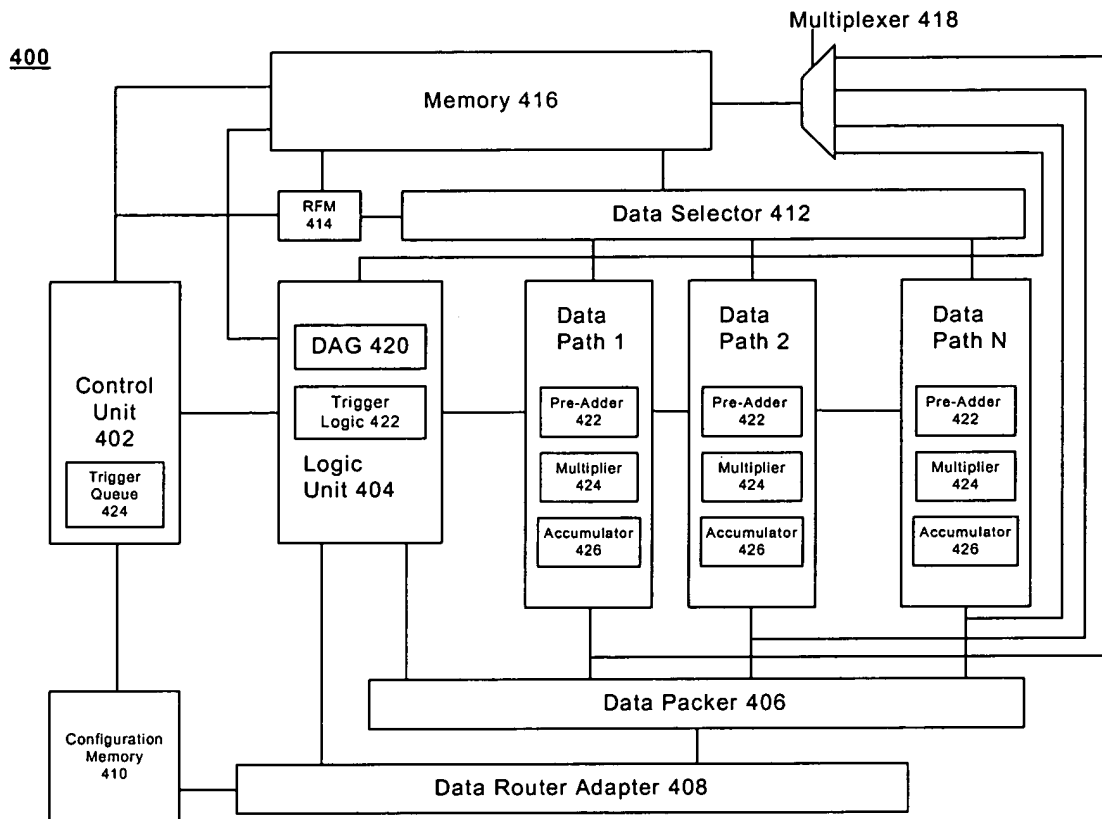 Multiplexer 418
400
Memory 416
RFM
414
Data Selector 412
Control
Unit
402
Trigger
Queue
424
DAG 420
Trigger
Logic 422
Logic
Unit 404
Data
Path 1
Pre-Adder
422
Multiplier
424
Accumulator
426
Data
Path 2
Pre-Adder
422
Multiplier
424
Accumulator
426
Data
Path N
Pre-Adder
422
Multiplier
424
Accumulator
426
Data Packer 406
Configuration
Memory
410
Data Router Adapter 408